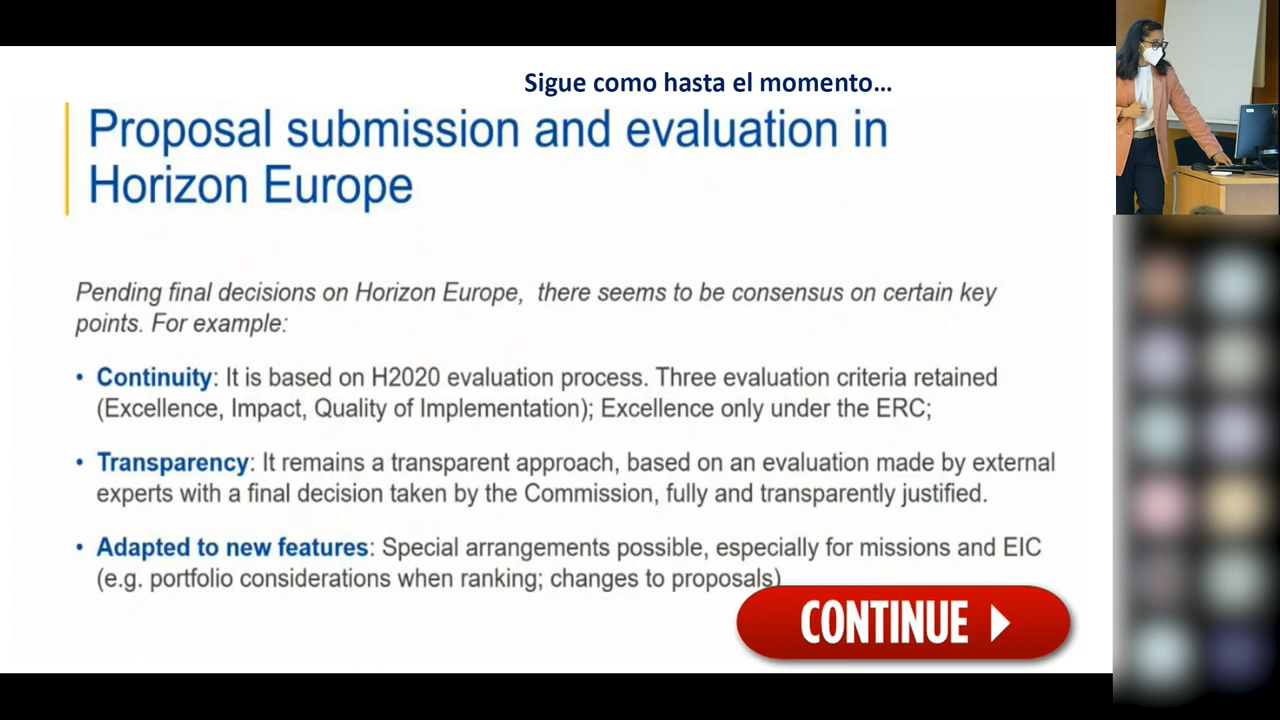 Sigue como hasta el momento...
Proposal submission and evaluation in
Horizon Europe
Pending final decisions on Horizon Europe,  there seems to be consensus on certain key
points. For example:
• Continuity: It is based on H2020 evaluation process. Three evaluation criteria retained
(Excellence, Impact, Quality of Implementation); Excellence only under the ERC;
• Transparency: It remains a transparent approach, based on an evaluation made by external
experts with a final decision taken by the Commission, fully and transparently justified.
• Adapted to new features: Special arrangements possible, especially for missions and EIC
(e.g. portfolio considerations when ranking; changes to proposals)
CONTINUE